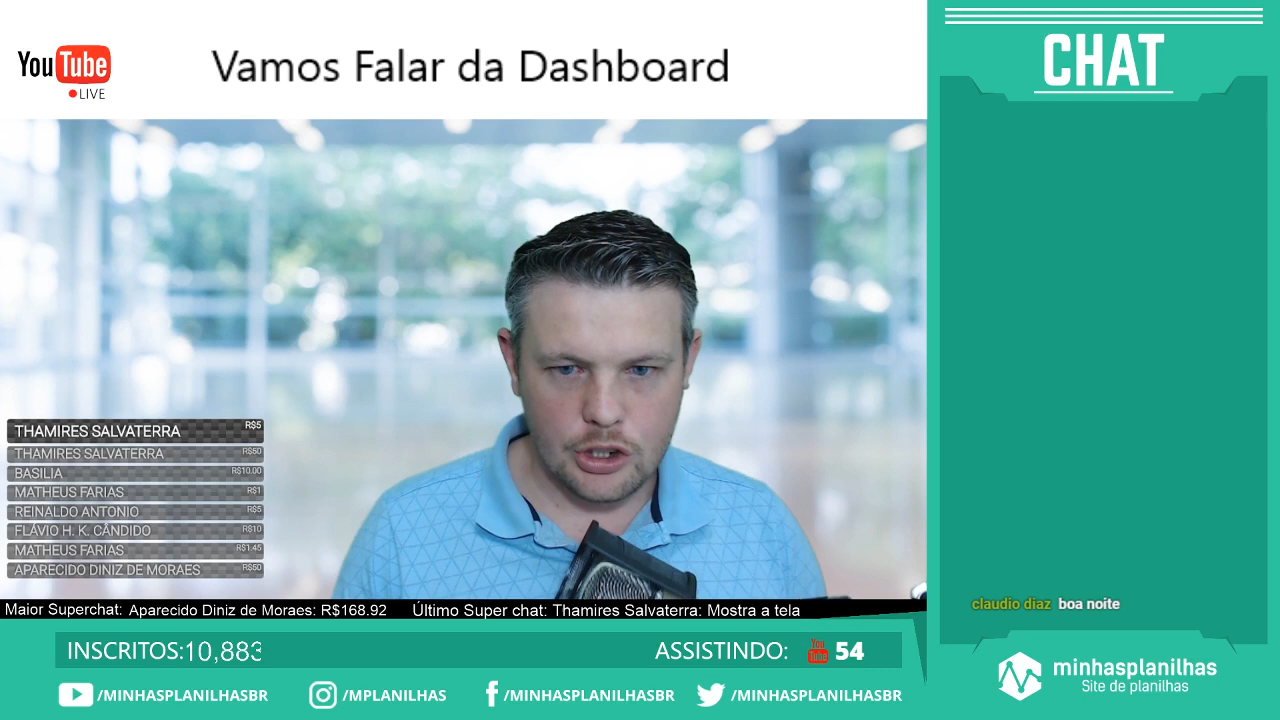 YouTube
LIVE
Vamos Falar da Dashboard
CHAT
THAMIRES SALVATERRA R$5
THAMIRES SALVATERRA R$50
BASILIA R$10.00
MATHEUS FARIAS R$1
REINALDO ANTONIO R$5
FLÁVIO H. K. CÂNDIDO R$10
MATHEUS FARIAS R$1.45
APARECIDO DINIZ DE MORAES R$50
Maior Superchat: Aparecido Diniz de Moraes: R$168.92 Último Super chat: Thamires Salvaterra: Mostra a tela
claudio diaz boa noite
INSCRITOS:10,883 ASSISTINDO: YouTube 54
/MINHASPLANILHASBR /MPLANILHAS /MINHASPLANILHASBR /MINHASPLANILHASBR
minhasplanilhas
Site de planilhas